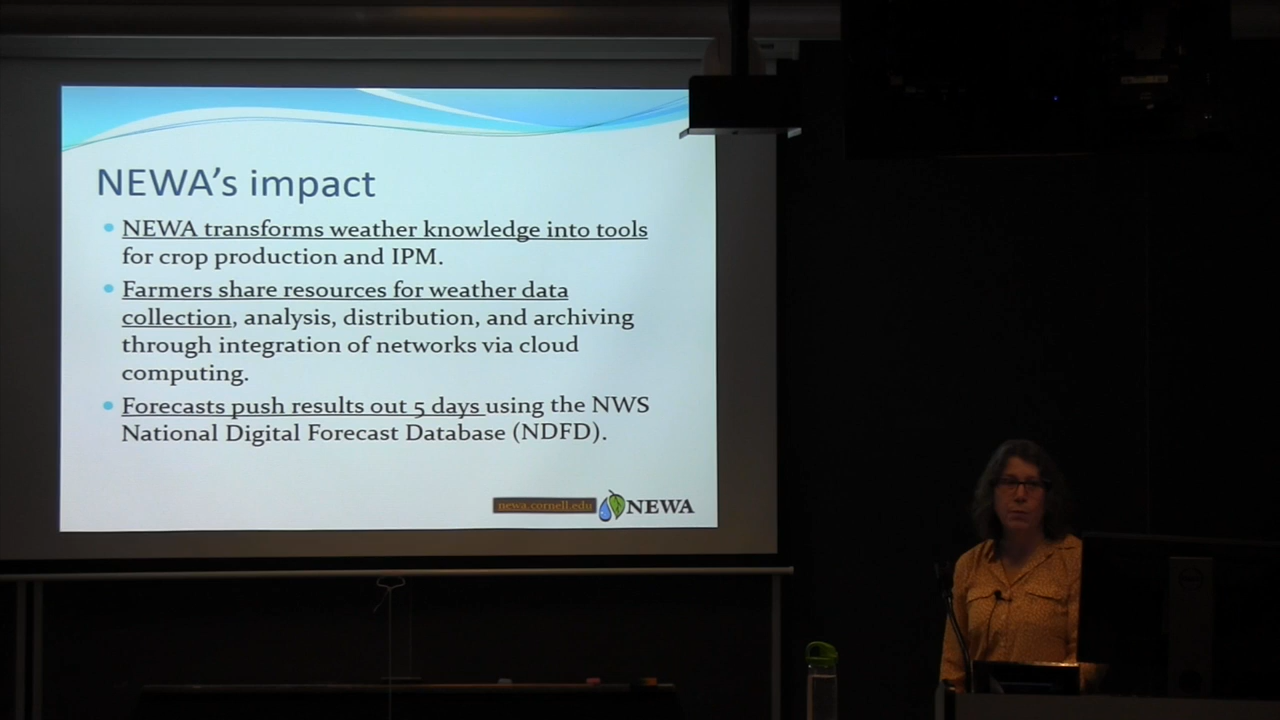 NEWA's impact
NEWA transforms weather knowledge into tools
for crop production and IPM.
Farmers share resources for weather data
collection, analysis, distribution, and archiving
through integration of networks via cloud
computing.
Forecasts push results out 5 days using the NWS
National Digital Forecast Database (NDFD).
newa.cornell.edu
NEWA